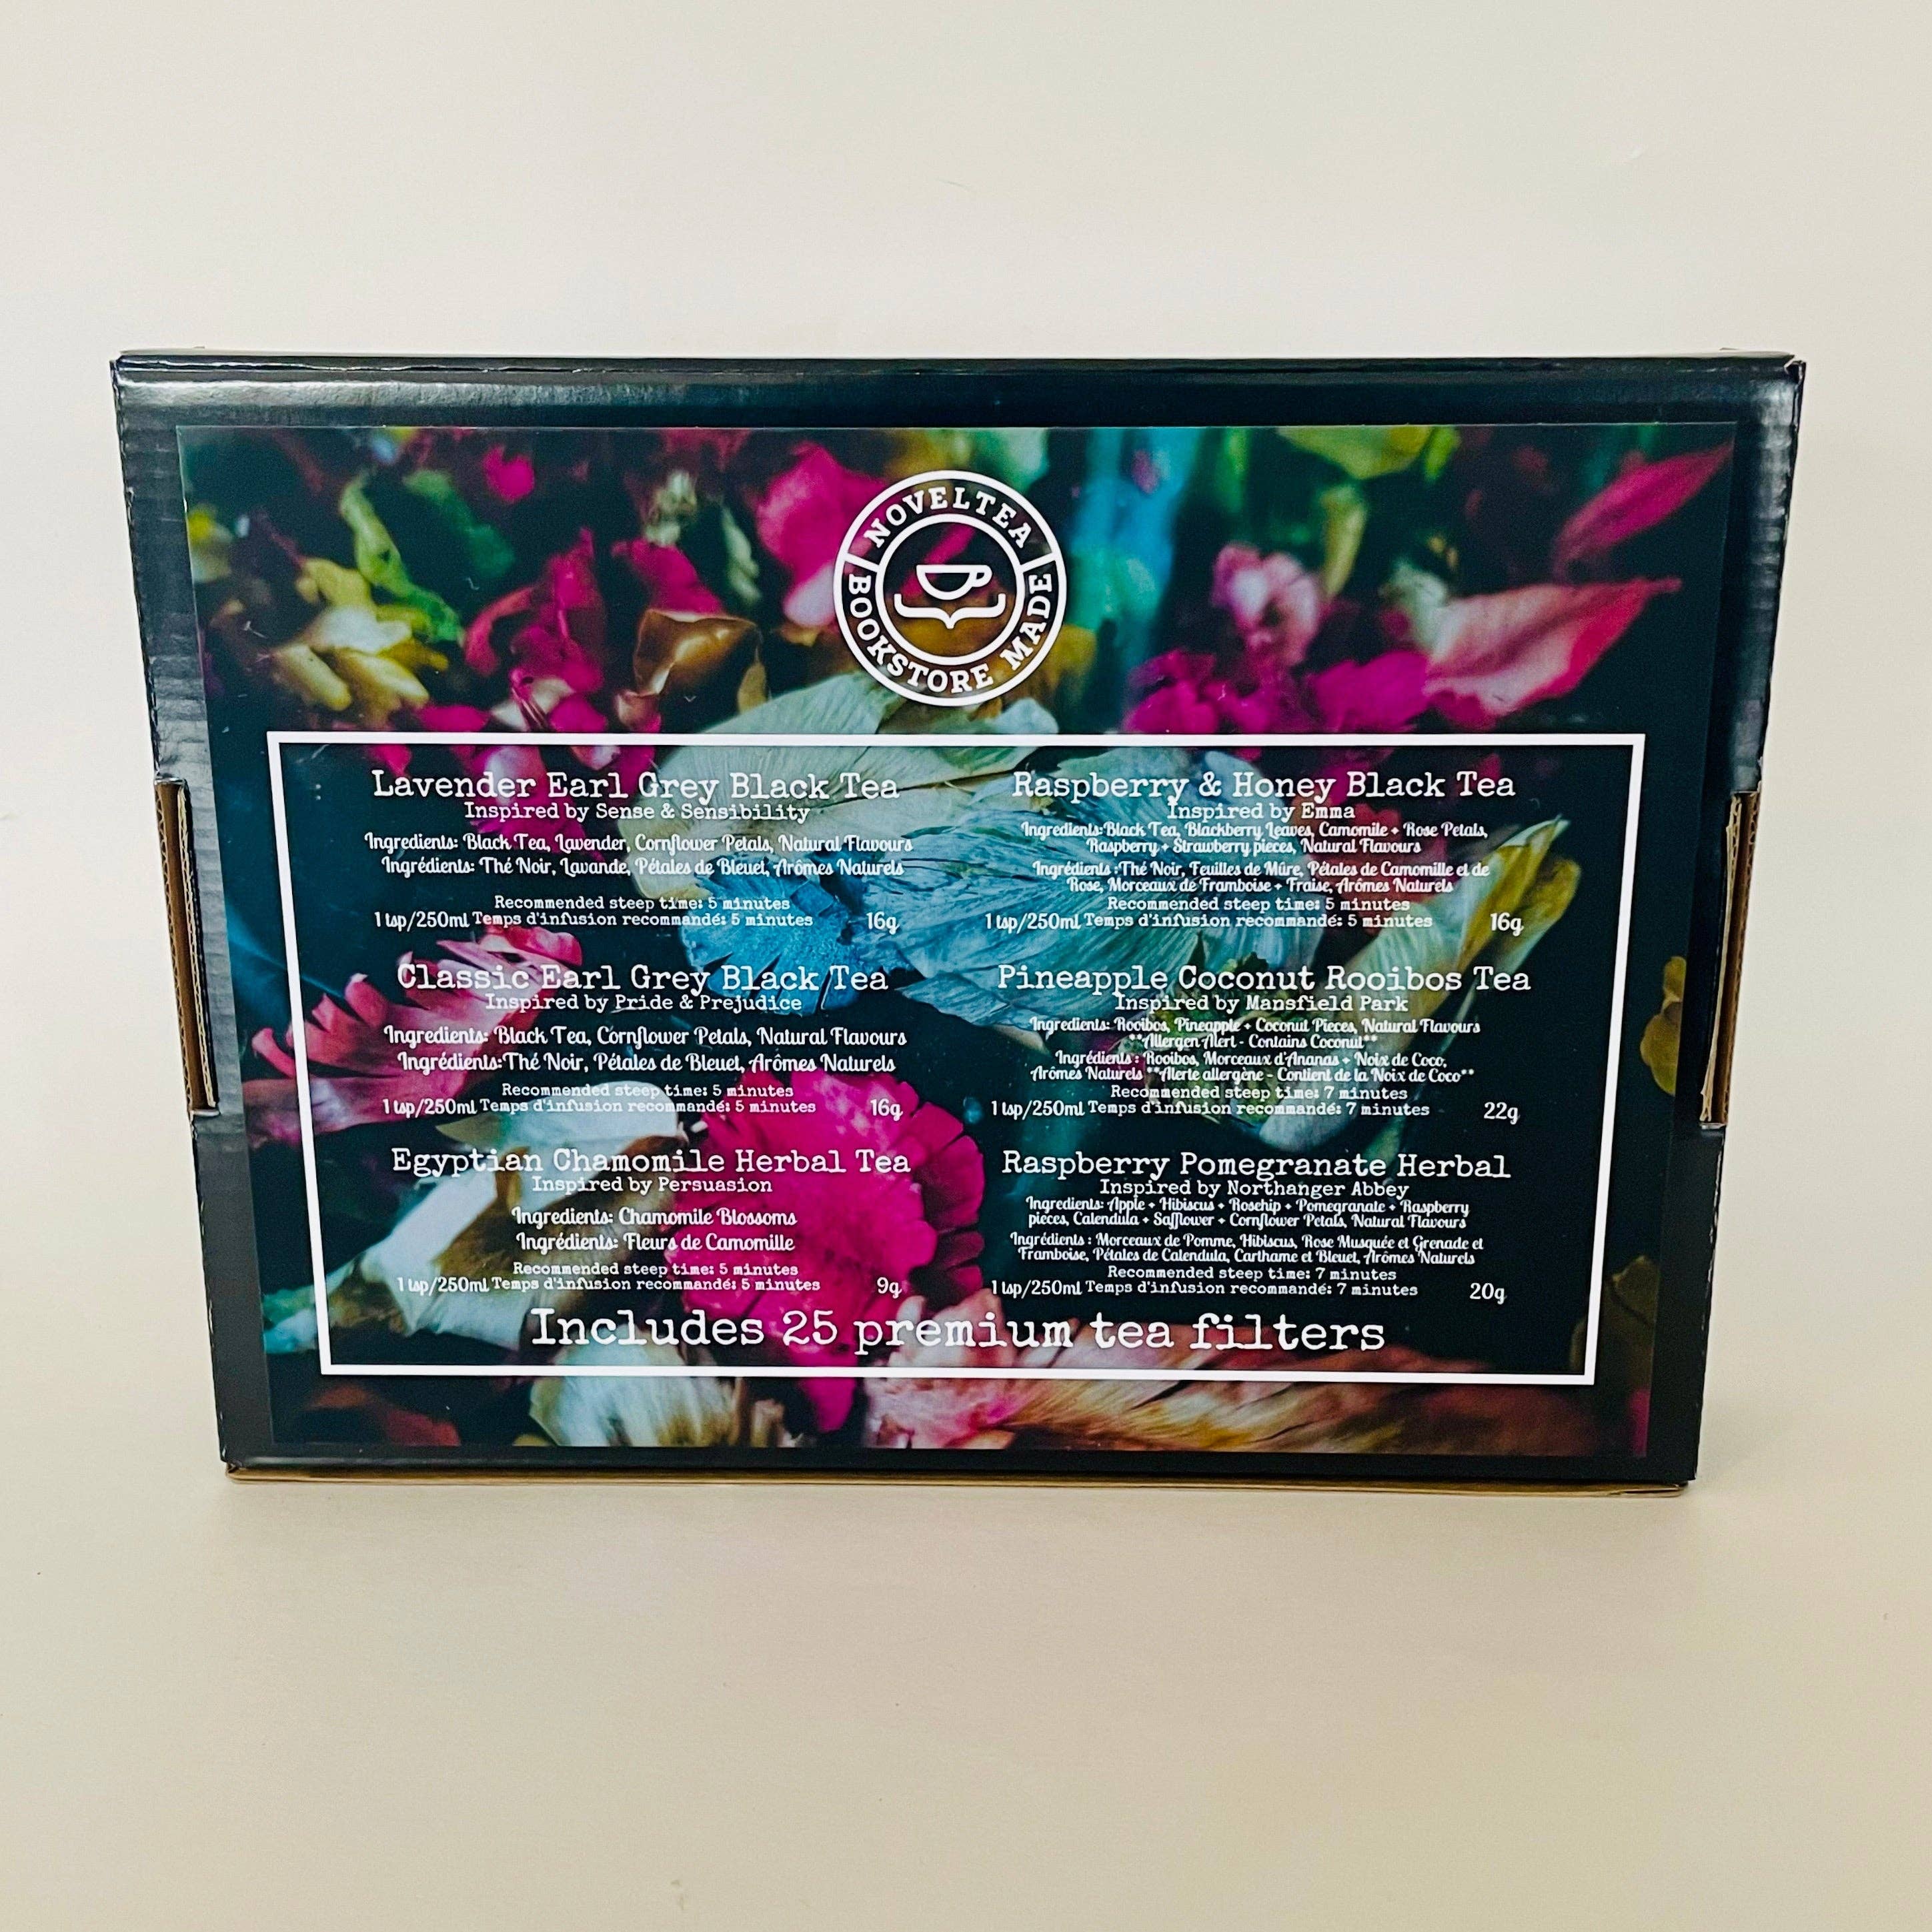 NOVELTEA
BOOKSTORE MADE
Lavender Earl Grey Black Tea
Inspired by Sense & Sensibility
Ingredients: Black Tea, Lavender, Cornflower Petals, Natural Flavours
Ingrédients: Thé Noir, Lavande, Pétales de Bleuet, Arômes Naturels
Recommended steep time: 5 minutes
1 tsp/250ml Temps d'infusion recommandé: 5 minutes 16g
Classic Earl Grey Black Tea
Inspired by Pride & Prejudice
Ingredients: Black Tea, Cornflower Petals, Natural Flavours
Ingrédients:Thé Noir, Pétales de Bleuet, Arômes Naturels
Recommended steep time: 5 minutes
1 tsp/250ml Temps d'infusion recommandé: 5 minutes 16g
Egyptian Chamomile Herbal Tea
Inspired by Persuasion
Ingredients: Chamomile Blossoms
Ingrédients: Fleurs de Camomille
Recommended steep time: 5 minutes
1 tsp/250ml Temps d'infusion recommandé: 5 minutes 9g
Raspberry & Honey Black Tea
Inspired by Emma
Ingredients:Black Tea, Blackberry Leaves, Camomile + Rose Petals,
Raspberry + Strawberry pieces, Natural Flavours
Ingrédients :Thé Noir, Feuilles de Mûre, Pétales de Camomille et de
Rose, Morceaux de Framboise + Fraise, Arômes Naturels
Recommended steep time: 5 minutes
1 tsp/250ml Temps d'infusion recommandé: 5 minutes 16g
Pineapple Coconut Rooibos Tea
Inspired by Mansfield Park
Ingredients: Rooibos, Pineapple + Coconut Pieces, Natural Flavours
**Allergen Alert - Contains Coconut**
Ingrédients : Rooibos, Morceaux d'Ananas + Noix de Coco,
Arômes Naturels **Alerte allergène - Contient de la Noix de Coco**
Recommended steep time: 7 minutes
1 tsp/250ml Temps d'infusion recommandé: 7 minutes 22g
Raspberry Pomegranate Herbal
Inspired by Northanger Abbey
Ingredients: Apple + Hibiscus + Rosehip + Pomegranate + Raspberry
pieces, Calendula + Safflower + Cornflower Petals, Natural Flavours
Ingrédients : Morceaux de Pomme, Hibiscus, Rose Musquée et Grenade et
Framboise, Pétales de Calendula, Carthame et Bleuet, Arômes Naturels
Recommended steep time: 7 minutes
1 tsp/250ml Temps d'infusion recommandé: 7 minutes 20g
Includes 25 premium tea filters